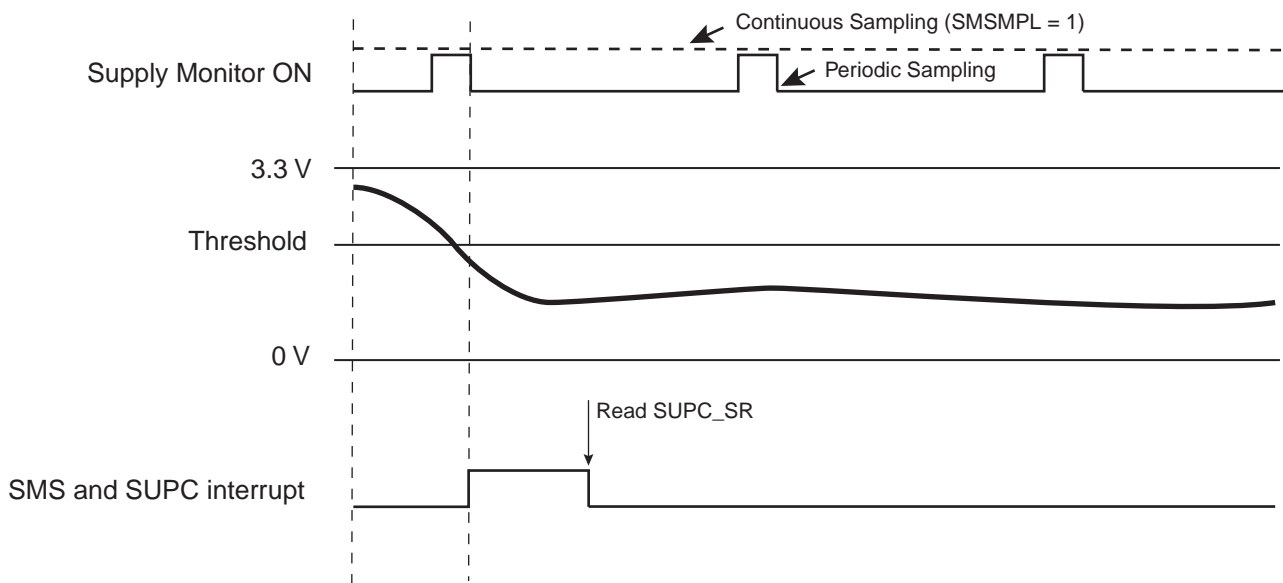 Continuous Sampling (SMSMPL = 1)
Supply Monitor ON
Periodic Sampling
3.3 V
Threshold
0 V
Read SUPC_SR
SMS and SUPC interrupt